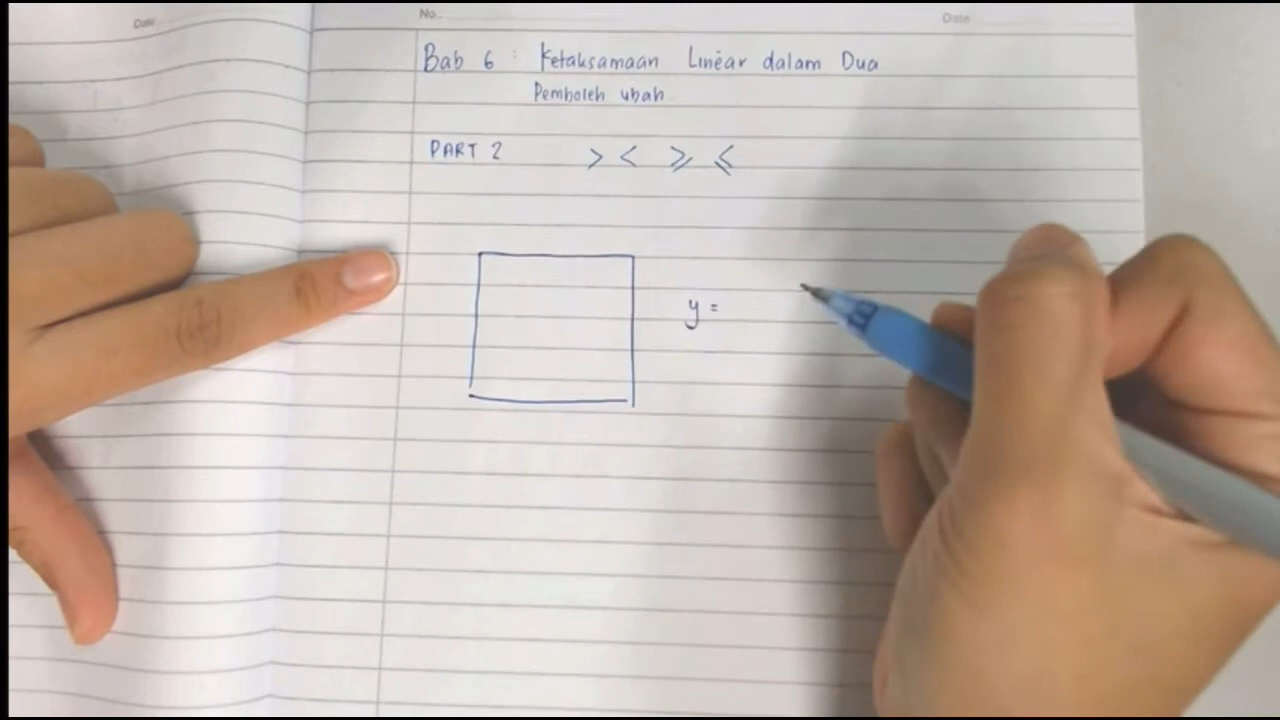 Date
No.
Date
Bab 6 : Ketaksamaan Linear dalam Dua
Pemboleh ubah.
PART 2 > < ≥ ≤
y =